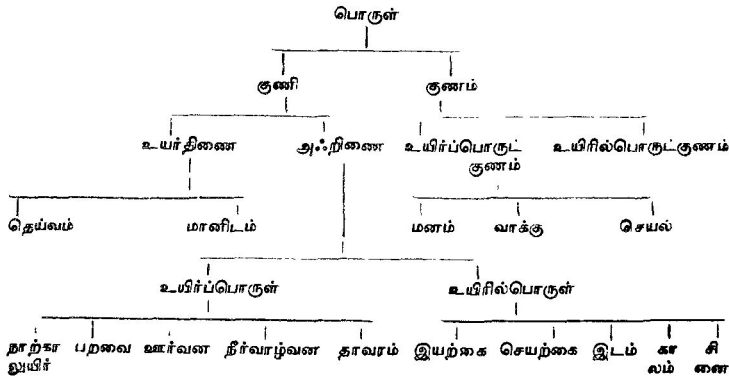 பொருள்
குணி குணம்
உயர்திணை அஃறிணை உயிர்ப்பொருட் உயிரில்பொருட்குணம்
குணம்
தெய்வம் மானிடம் மனம் வாக்கு செயல்
உயிர்ப்பொருள் உயிரில்பொருள்
நாற்கா பறவை ஊர்வன நீர்வாழ்வன தாவரம் இயற்கை செயற்கை இடம் கா சி
லுயிர் லம் னை